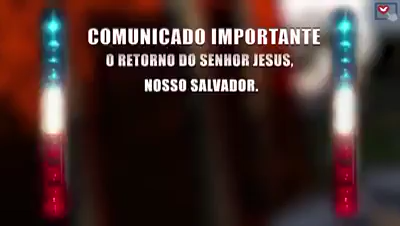 COMUNICADO IMPORTANTE
O RETORNO DO SENHOR JESUS,
NOSSO SALVADOR.